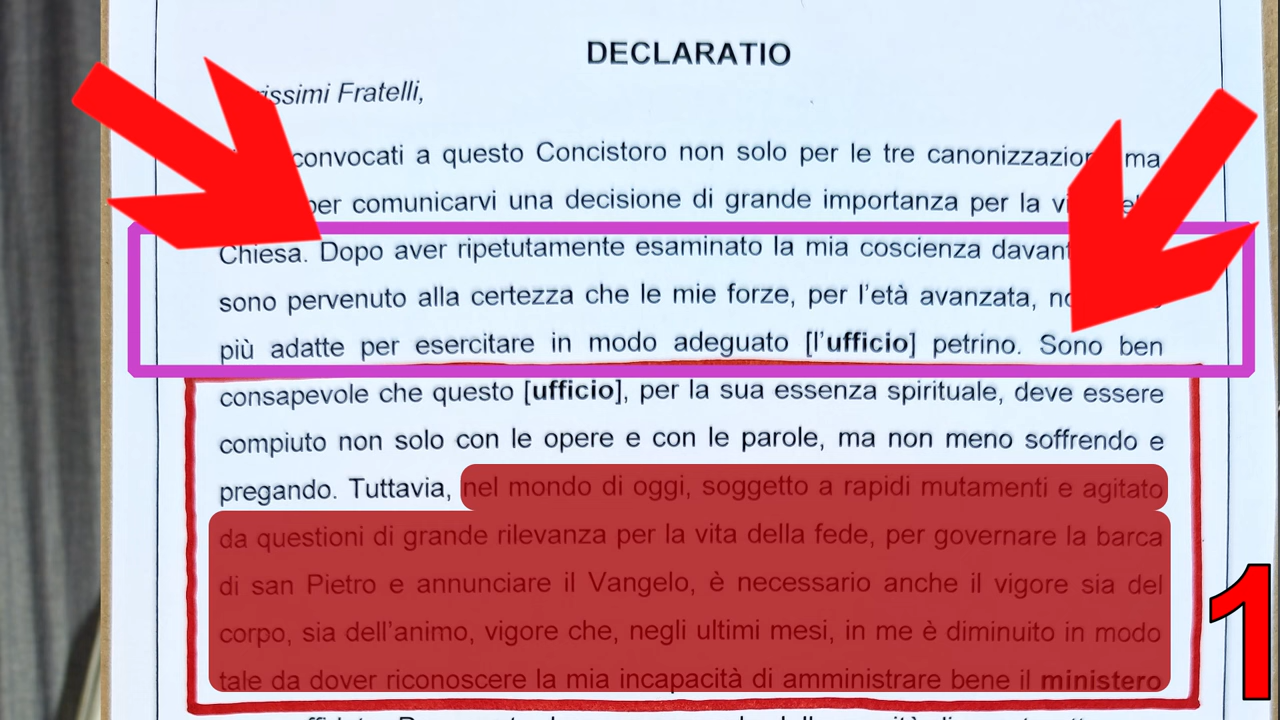 DECLARATIO
Fratelli,
convocati a questo Concistoro non solo per le tre ma
per comunicarvi una decisione di grande importanza per la
Chiesa. Dopo aver ripetutamente esaminato la mia coscienza
sono pervenuto alla certezza che le mie forze, per l'età avanzata,
più adatte per esercitare in modo adeguato [l'ufficio] petrino. Sono ben
consapevole che questo [ufficio], per la sua essenza spirituale, deve essere
compiuto non solo con le opere e con le parole, ma non meno soffrendo e
pregando. Tuttavia, nel mondo di oggi, soggetto a rapidi mutamenti e agitato
da questioni di grande rilevanza per la vita della fede, per governare la barca
di san Pietro e annunciare il Vangelo, è necessario anche il vigore sia del
corpo, sia dell'animo, vigore che, negli ultimi mesi, in me è diminuito in modo
tale da dover riconoscere la mia incapacità di amministrare bene il ministero
1